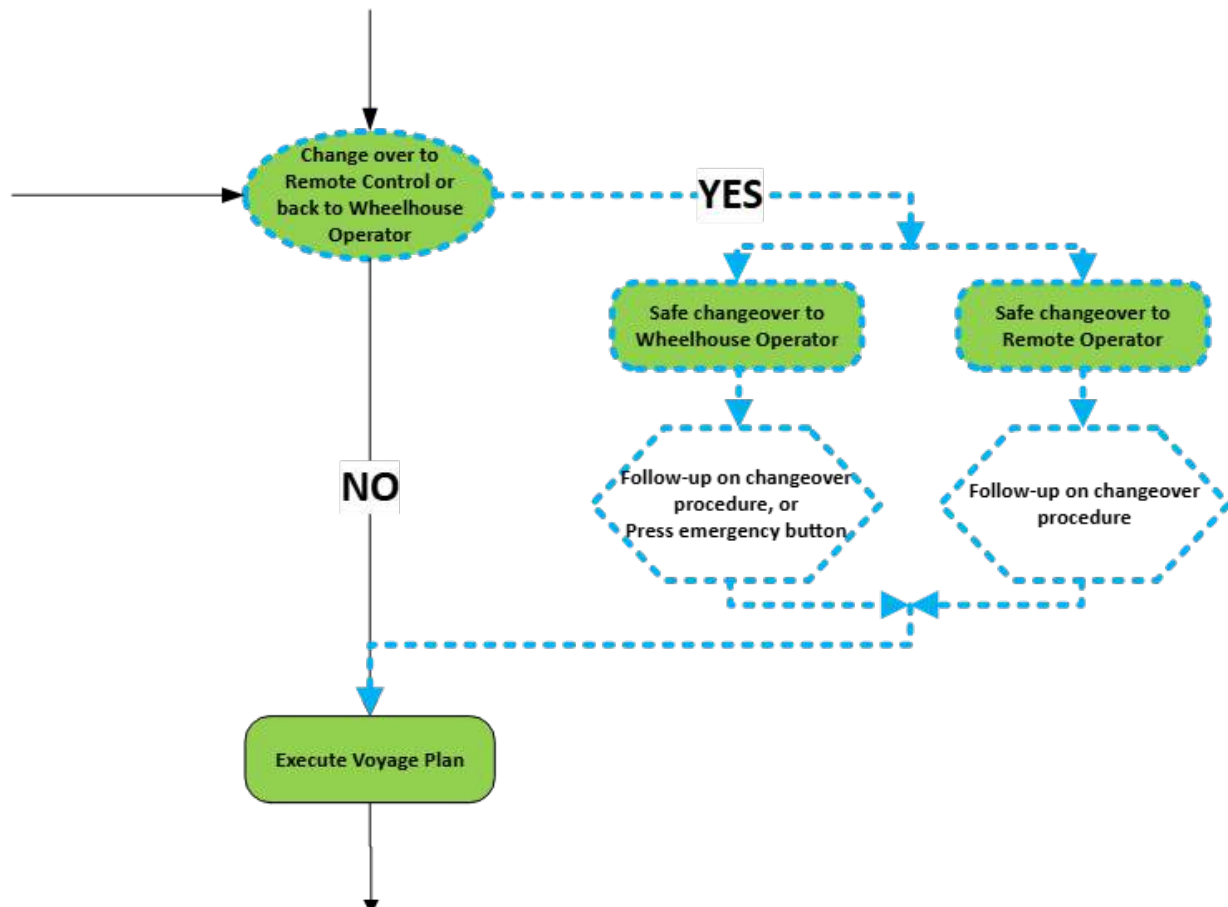 Change over to
Remote Control or
back to Wheelhouse
Operator
YES
Safe changeover to
Wheelhouse Operator
Safe changeover to
Remote Operator
Follow-up on changeover
procedure, or
Press emergency button
Follow-up on changeover
procedure
NO
Execute Voyage Plan